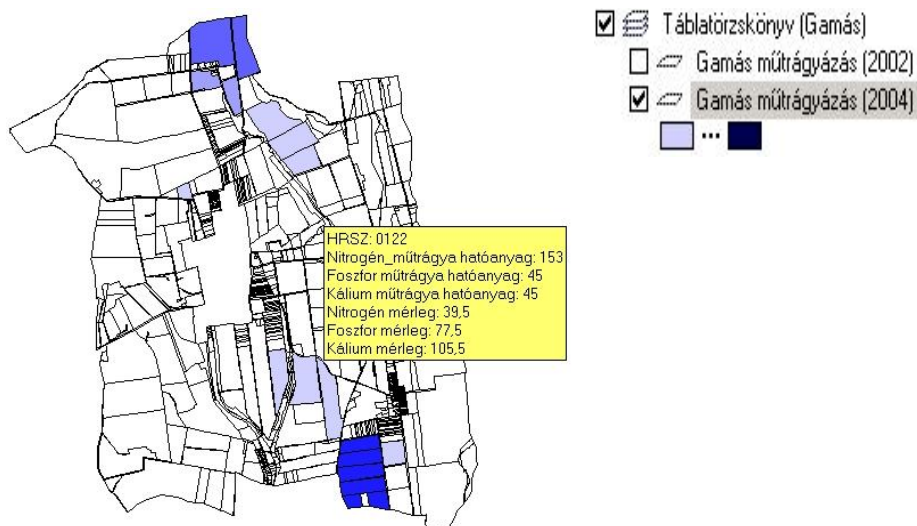 Táblatörzskönyv (Gamás)
Gamás műtrágyázás (2002)
Gamás műtrágyázás (2004)
...
HRSZ: 0122
Nitrogén_műtrágya hatóanyag: 153
Foszfor műtrágya hatóanyag: 45
Kálium műtrágya hatóanyag: 45
Nitrogén mérleg: 39,5
Foszfor mérleg: 77,5
Kálium mérleg: 105,5